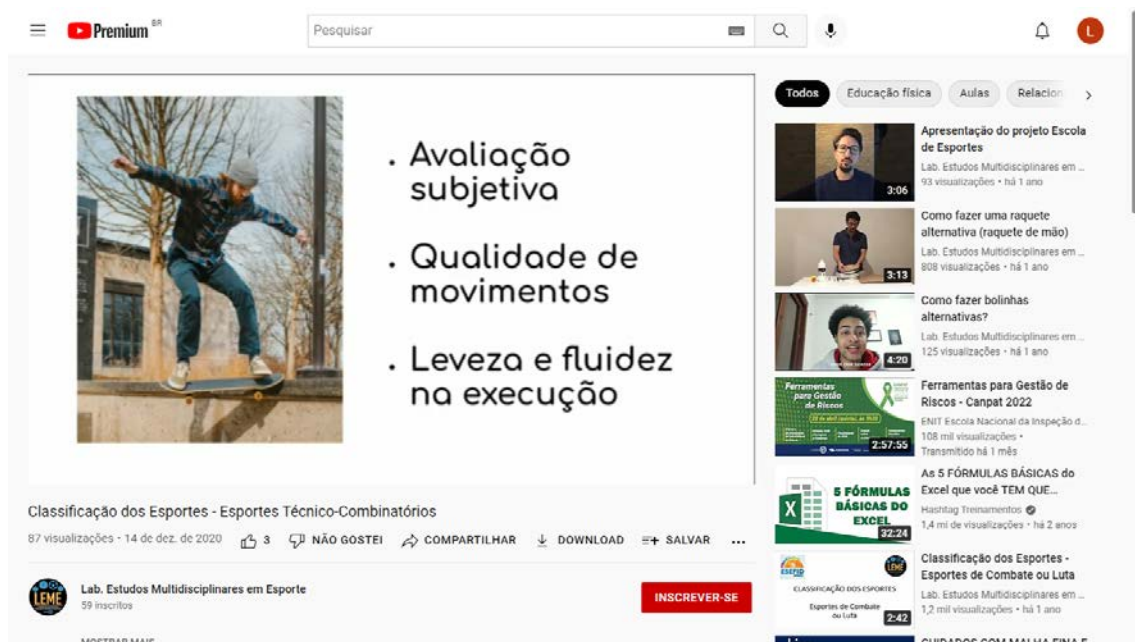 Premium BR
Pesquisar
L
. Avaliação
subjetiva
. Qualidade de
movimentos
. Leveza e fluidez
na execução
Classificação dos Esportes - Esportes Técnico-Combinatórios
87 visualizações • 14 de dez. de 2020
3
NÃO GOSTEI
COMPARTILHAR
DOWNLOAD
SALVAR
...
LEME
Lab. Estudos Multidisciplinares em Esporte
59 inscritos
INSCREVER-SE
MOSTRAR MAIS
Todos
Educação física
Aulas
Relacion
Apresentação do projeto Escola
de Esportes
Lab. Estudos Multidisciplinares em ...
93 visualizações • há 1 ano
3:06
Como fazer uma raquete
alternativa (raquete de mão)
Lab. Estudos Multidisciplinares em ...
808 visualizações • há 1 ano
3:13
Como fazer bolinhas
alternativas?
Lab. Estudos Multidisciplinares em ...
125 visualizações • há 1 ano
4:20
Ferramentas
para Gestão
de Riscos
2:57:55
Ferramentas para Gestão de
Riscos - Canpat 2022
ENIT Escola Nacional da Inspeção d...
108 mil visualizações •
Transmitido há 1 mês
5 FÓRMULAS
BÁSICAS DO
EXCEL
X
32:24
As 5 FÓRMULAS BÁSICAS do
Excel que você TEM QUE...
Hashtag Treinamentos
1,4 mi de visualizações • há 2 anos
LEME
CLASSIFICAÇÃO DOS ESPORTES
Esportes de Combate
ou Luta
2:42
Classificação dos Esportes -
Esportes de Combate ou Luta
Lab. Estudos Multidisciplinares em ...
1,2 mil visualizações • há 1 ano
CUIDADOS COM MALHA FINA E